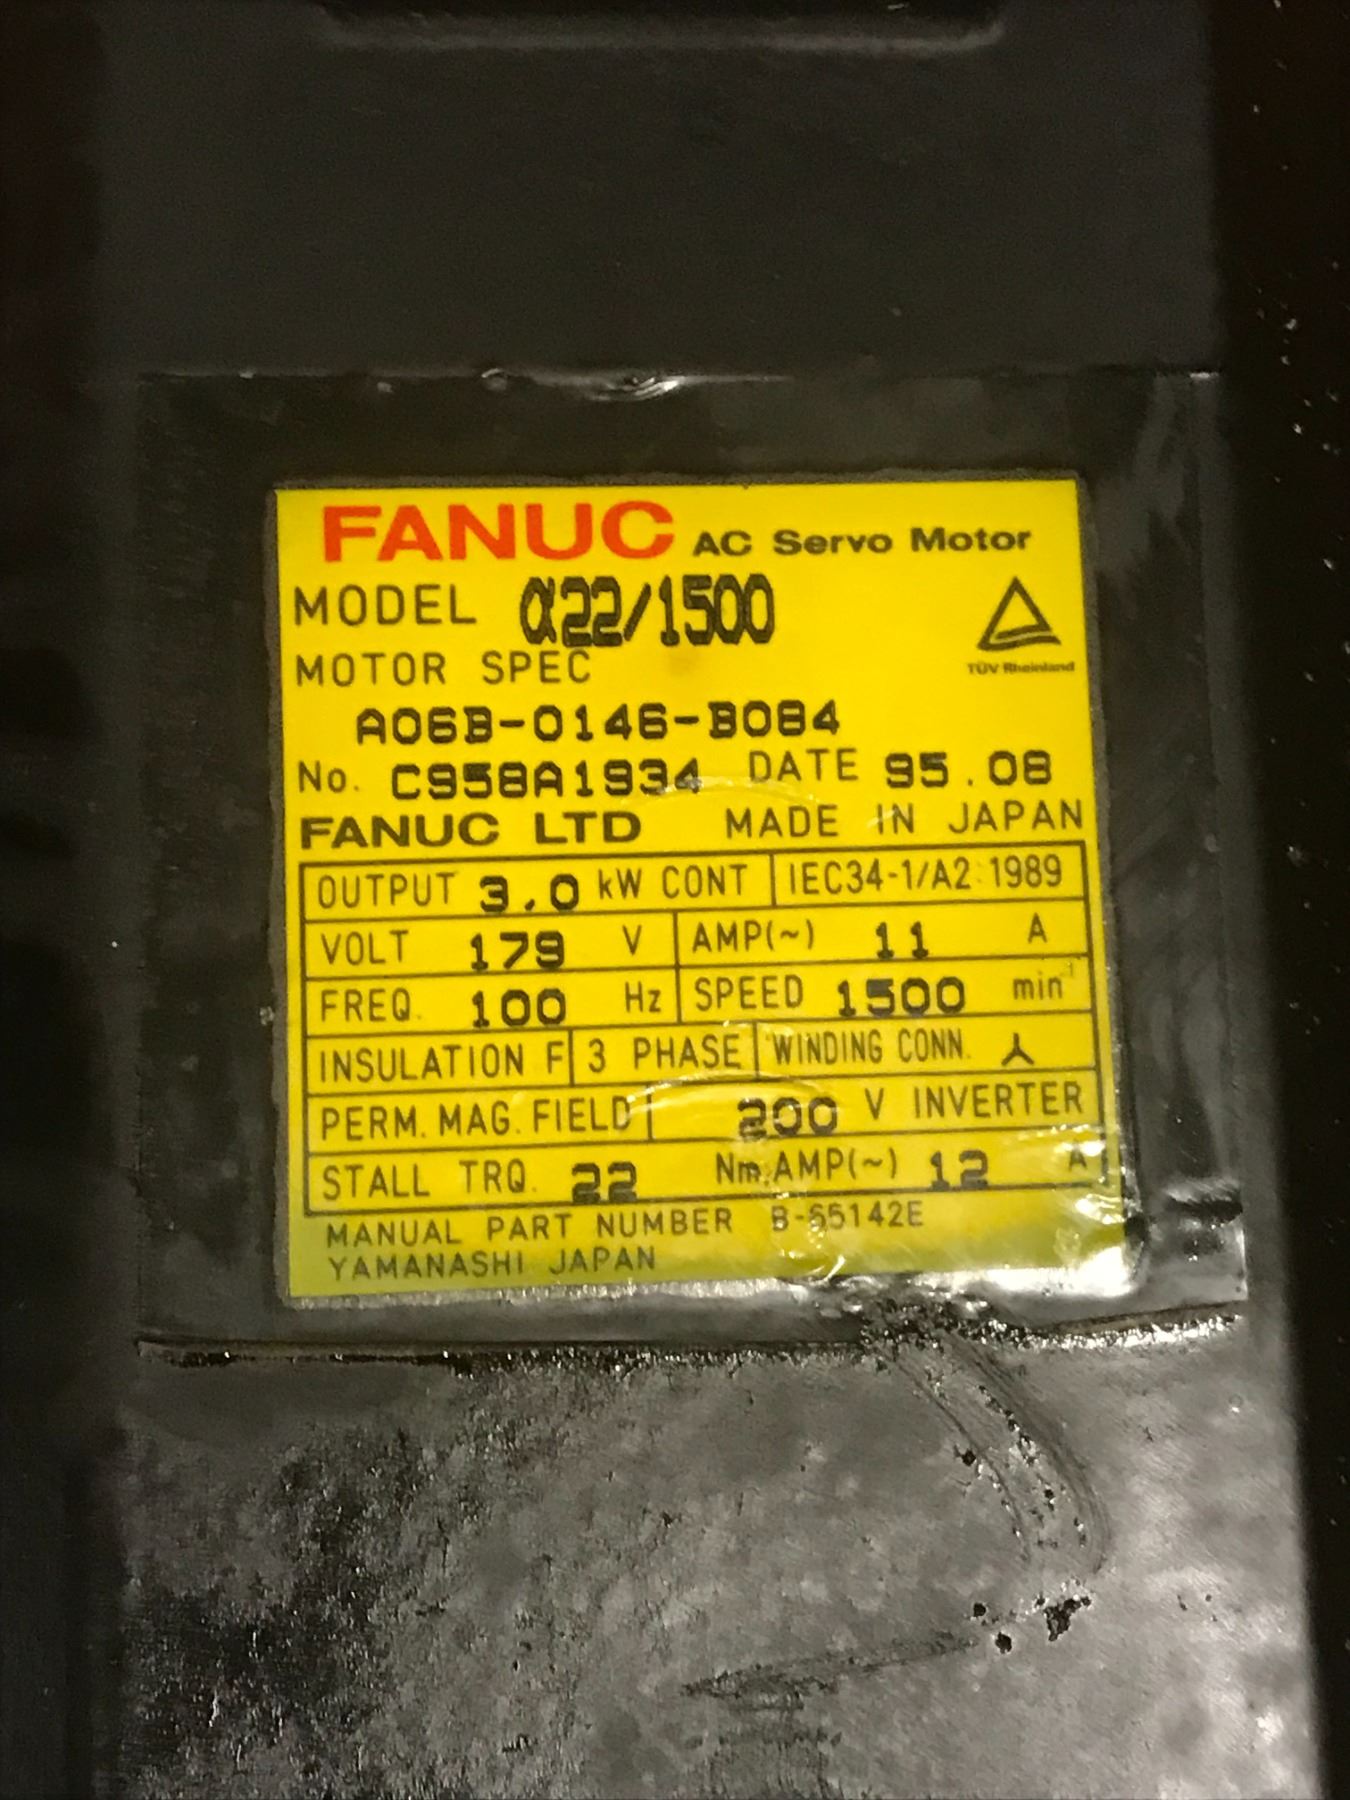 FANUC AC Servo Motor
MODEL α22/1500
TÜV Rheinland
MOTOR SPEC
A06B-0146-B084
No. C958A1934 DATE 95.08
FANUC LTD MADE IN JAPAN
OUTPUT 3.0 kW CONT IEC34-1/A2:1989
VOLT 179 V AMP(~) 11 A
FREQ. 100 Hz SPEED 1500 min⁻¹
INSULATION F 3 PHASE WINDING CONN. ⅄
PERM. MAG. FIELD 200 V INVERTER
STALL TRQ. 22 Nm.AMP(~) 12 A
MANUAL PART NUMBER B-65142E
YAMANASHI JAPAN